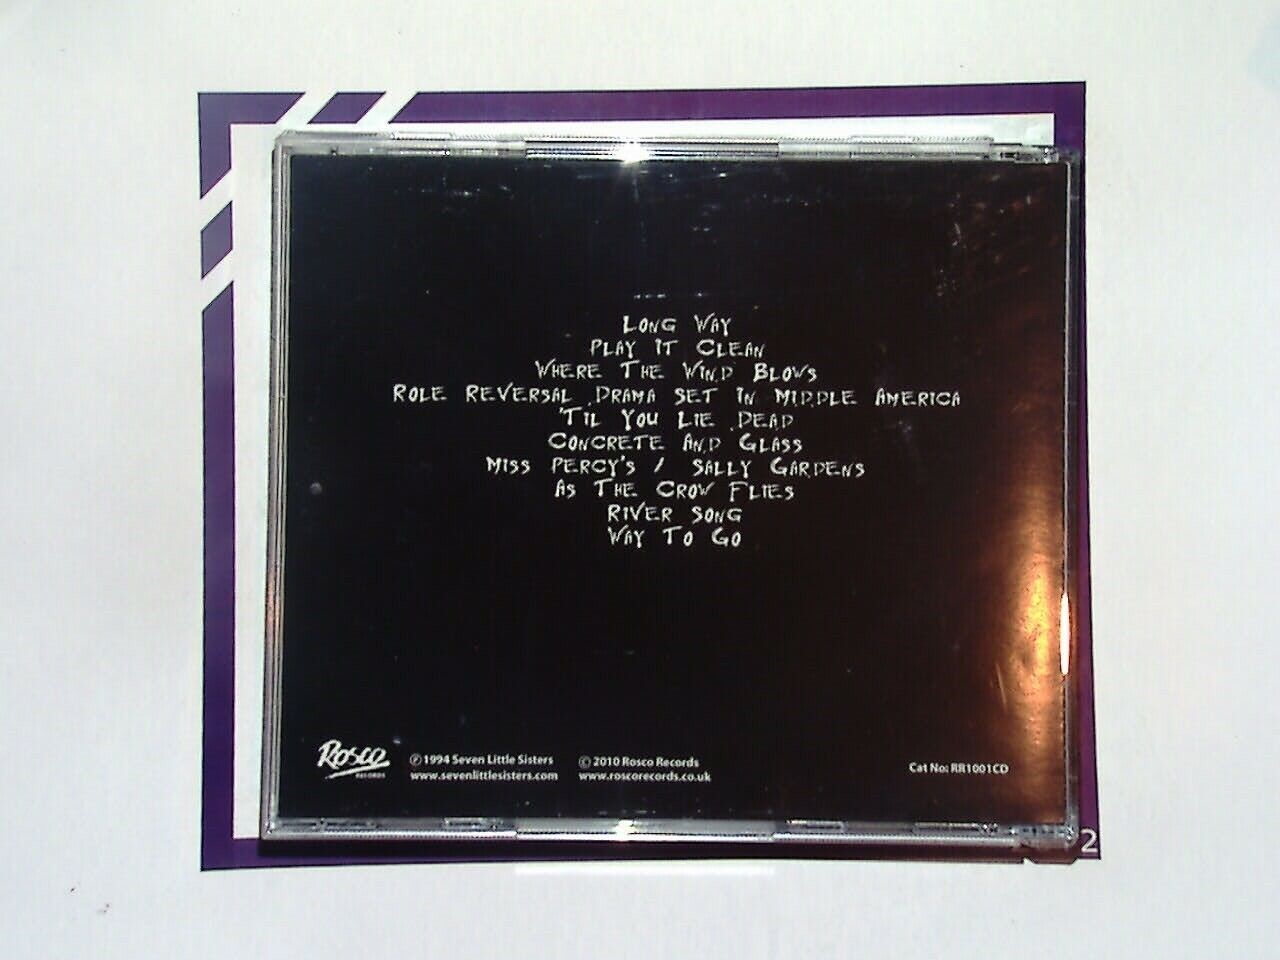 LONG WAY
PLAY IT CLEAN
WHERE THE WIND BLOWS
ROLE REVERSAL DRAMA SET IN MIDDLE AMERICA
'TIL YOU LIE DEAD
CONCRETE AND GLASS
MISS PERCY'S / SALLY GARDENS
AS THE CROW FLIES
RIVER SONG
WAY TO GO
Rosco
RECORDS
℗ 1994 Seven Little Sisters
www.sevenlittlesisters.com
© 2010 Rosco Records
www.roscorecords.co.uk
Cat No: RR1001CD
2